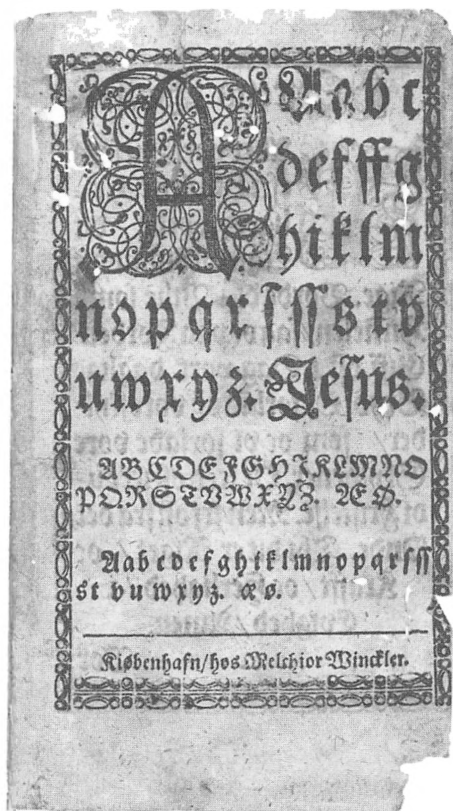 A Aabc
defffg
hiklm
nopqrſſſstv
uwxyz. Jeſus.
ABCDEFGHIKLMNO
PQRSTVWXYZ. ÆØ.
Aabcdefghiklmnopqrſſſ
st vuwxyz. æø.
Kiøbenhafn/hos Melchior Winckler.